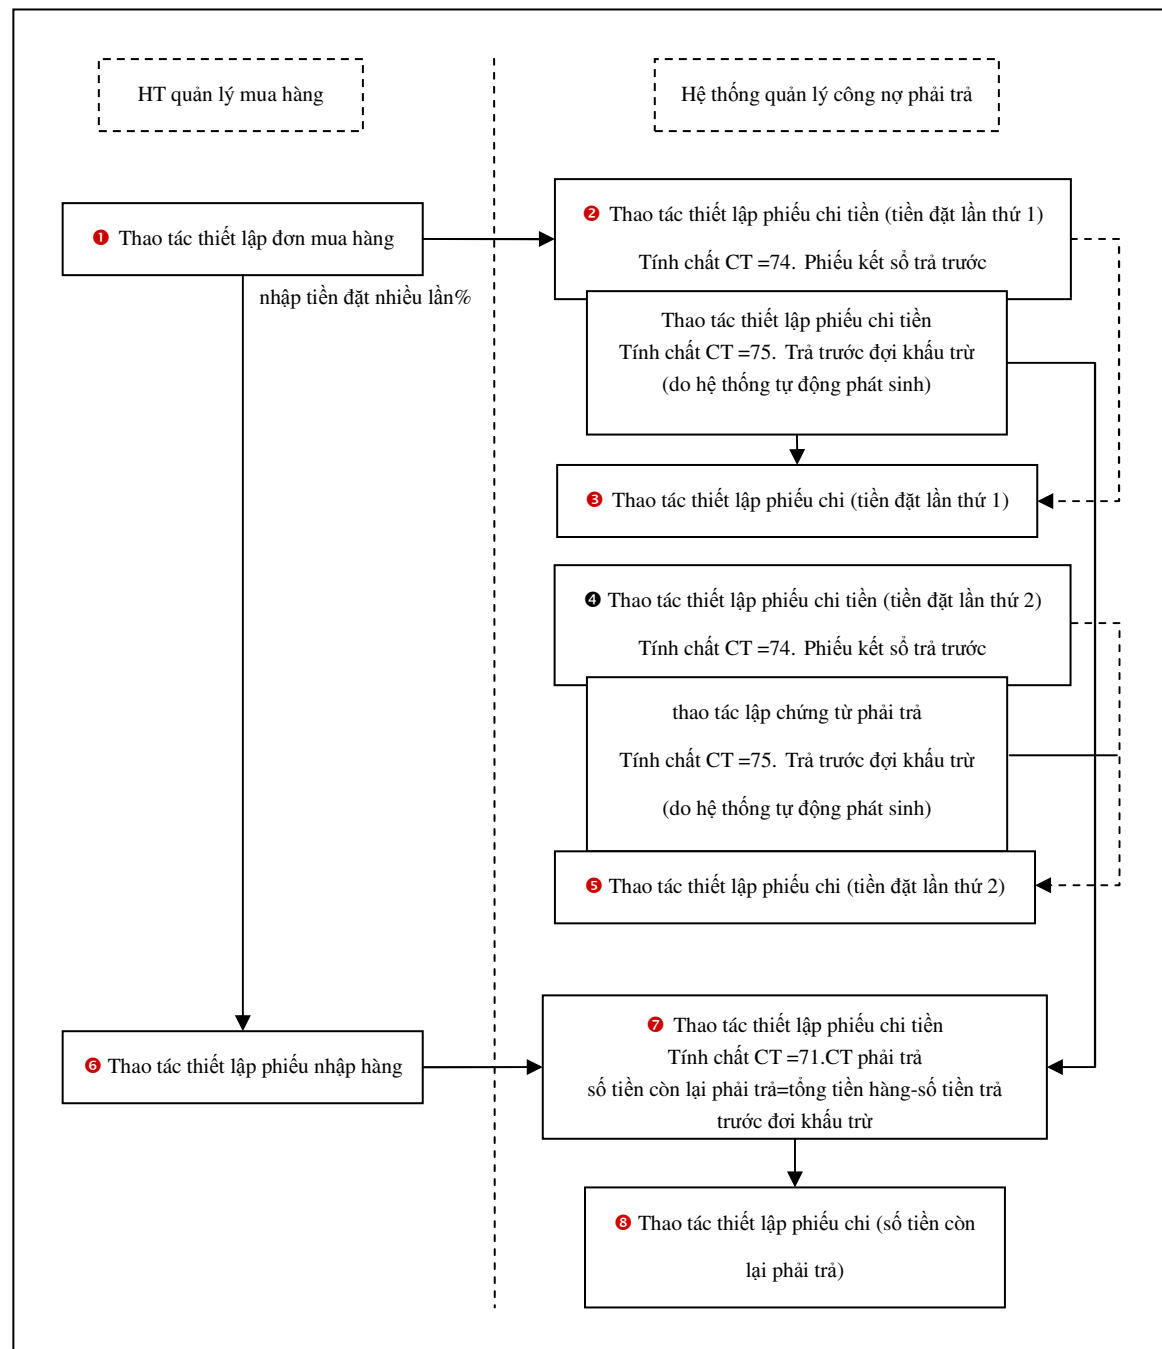 HT quản lý mua hàng
Hệ thống quản lý công nợ phải trả
❶ Thao tác thiết lập đơn mua hàng
nhập tiền đặt nhiều lần%
❷ Thao tác thiết lập phiếu chi tiền (tiền đặt lần thứ 1)
Tính chất CT =74. Phiếu kết sổ trả trước
Thao tác thiết lập phiếu chi tiền
Tính chất CT =75. Trả trước đợi khấu trừ
(do hệ thống tự động phát sinh)
❸ Thao tác thiết lập phiếu chi (tiền đặt lần thứ 1)
❹ Thao tác thiết lập phiếu chi tiền (tiền đặt lần thứ 2)
Tính chất CT =74. Phiếu kết sổ trả trước
thao tác lập chứng từ phải trả
Tính chất CT =75. Trả trước đợi khấu trừ
(do hệ thống tự động phát sinh)
❺ Thao tác thiết lập phiếu chi (tiền đặt lần thứ 2)
❻ Thao tác thiết lập phiếu nhập hàng
❼ Thao tác thiết lập phiếu chi tiền
Tính chất CT =71.CT phải trả
số tiền còn lại phải trả=tổng tiền hàng-số tiền trả
trước đơi khấu trừ
❽ Thao tác thiết lập phiếu chi (số tiền còn
lại phải trả)